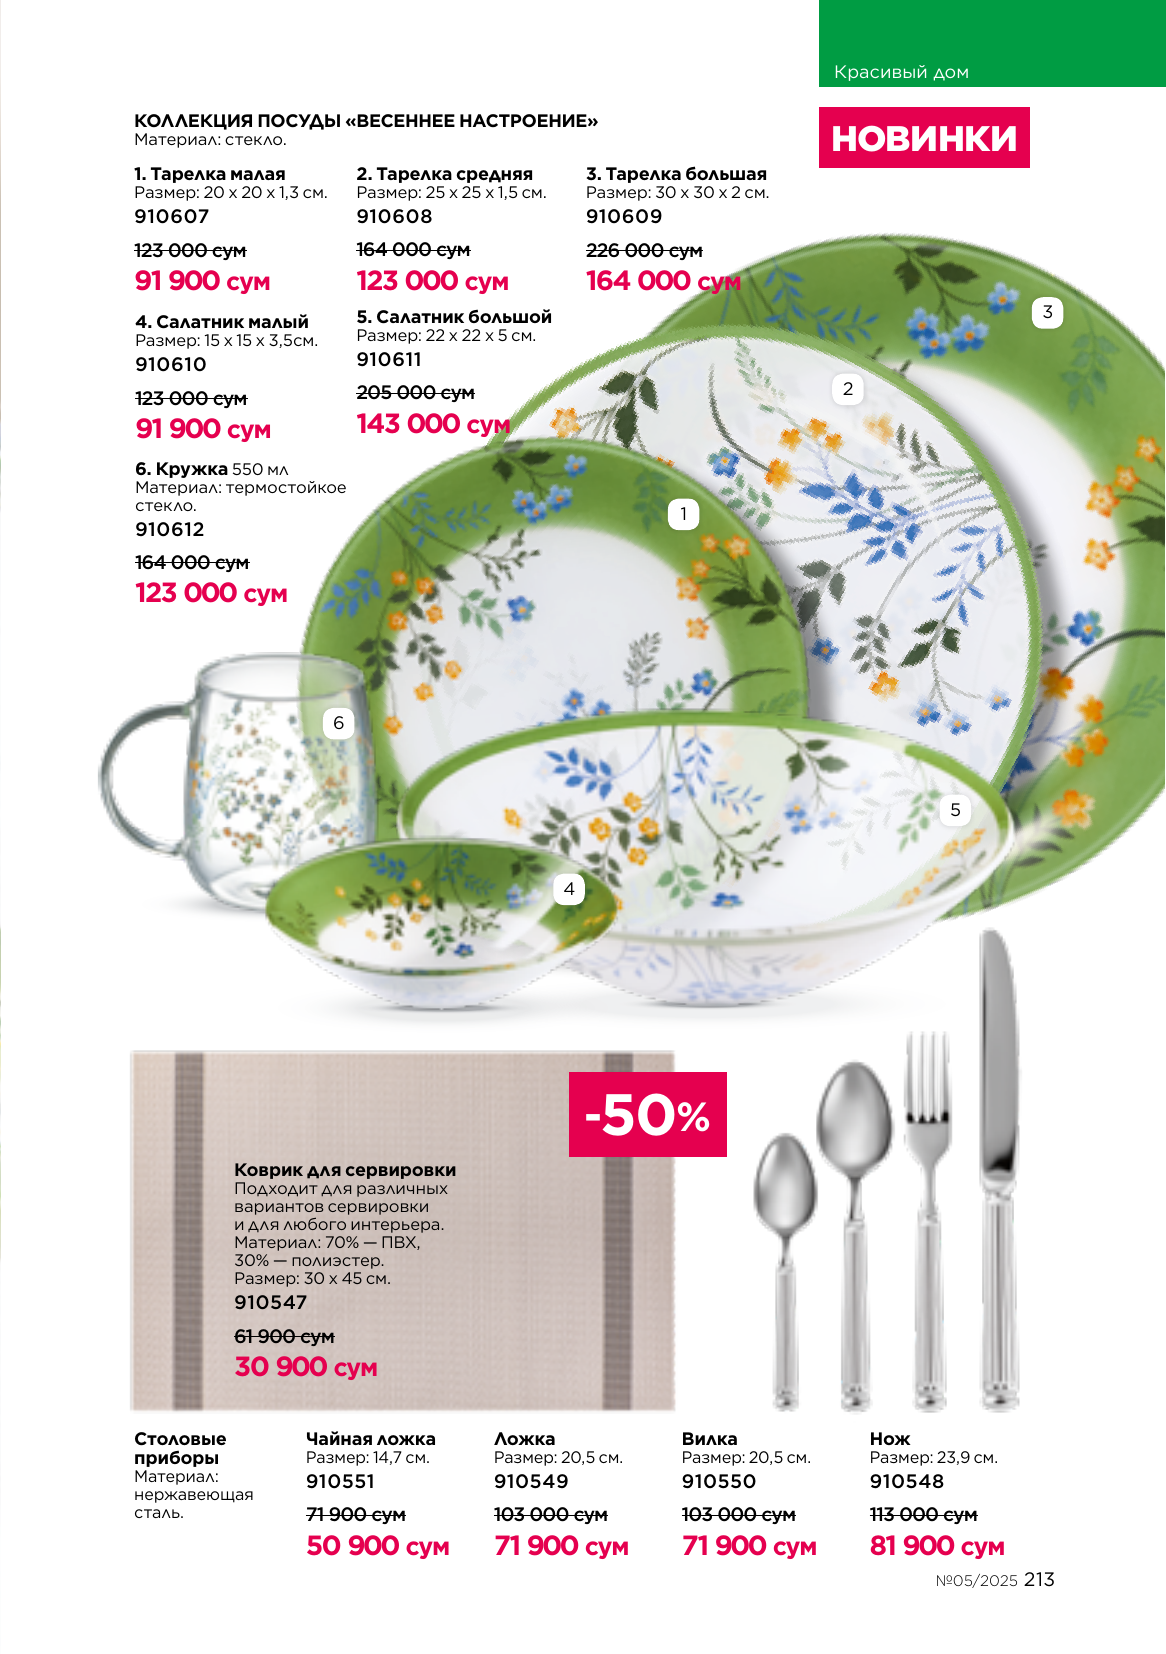 Красивый дом
НОВИНКИ
КОЛЛЕКЦИЯ ПОСУДЫ «ВЕСЕННЕЕ НАСТРОЕНИЕ»
Материал: стекло.
1. Тарелка малая
Размер: 20 х 20 х 1,3 см.
910607
123 000 сум
91 900 сум
2. Тарелка средняя
Размер: 25 х 25 х 1,5 см.
910608
164 000 сум
123 000 сум
3. Тарелка большая
Размер: 30 х 30 х 2 см.
910609
226 000 сум
164 000 сум
4. Салатник малый
Размер: 15 х 15 х 3,5см.
910610
123 000 сум
91 900 сум
5. Салатник большой
Размер: 22 х 22 х 5 см.
910611
205 000 сум
143 000 сум
6. Кружка 550 мл
Материал: термостойкое
стекло.
910612
164 000 сум
123 000 сум
3
2
1
6
5
4
-50%
Коврик для сервировки
Подходит для различных
вариантов сервировки
и для любого интерьера.
Материал: 70% — ПВХ,
30% — полиэстер.
Размер: 30 х 45 см.
910547
61 900 сум
30 900 сум
Столовые
приборы
Материал:
нержавеющая
сталь.
Чайная ложка
Размер: 14,7 см.
910551
71 900 сум
50 900 сум
Ложка
Размер: 20,5 см.
910549
103 000 сум
71 900 сум
Вилка
Размер: 20,5 см.
910550
103 000 сум
71 900 сум
Нож
Размер: 23,9 см.
910548
113 000 сум
81 900 сум
№05/2025 213